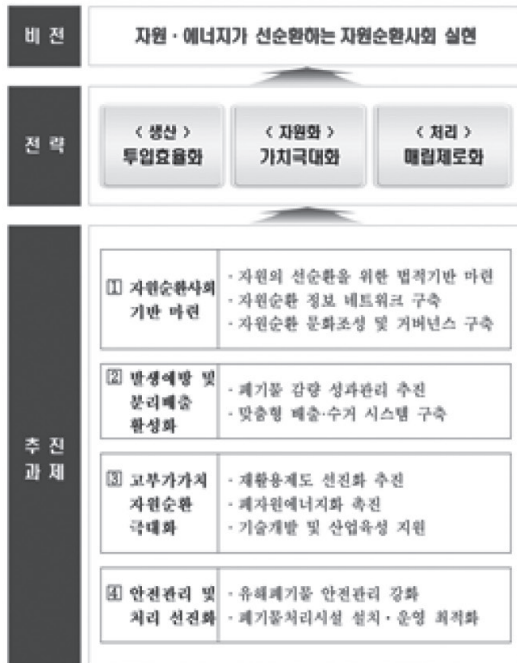 비 전
자원 · 에너지가 선순환하는 자원순환사회 실현
전 략
< 생산 >
투입효율화
< 자원화 >
가치극대화
< 처리 >
매립제로화
추 진
과 제
1 자원순환사회
기반 마련
· 자원의 선순환을 위한 법적기반 마련
· 자원순환 정보 네트워크 구축
· 자원순환 문화조성 및 거버넌스 구축
2 발생예방 및
분리배출
활성화
· 폐기물 감량 성과관리 추진
· 맞춤형 배출·수거 시스템 구축
3 고부가가치
자원순환
극대화
· 재활용제도 선진화 추진
· 폐자원에너지화 촉진
· 기술개발 및 산업육성 지원
4 안전관리 및
처리 선진화
· 유해폐기물 안전관리 강화
· 폐기물처리시설 설치 · 운영 최적화